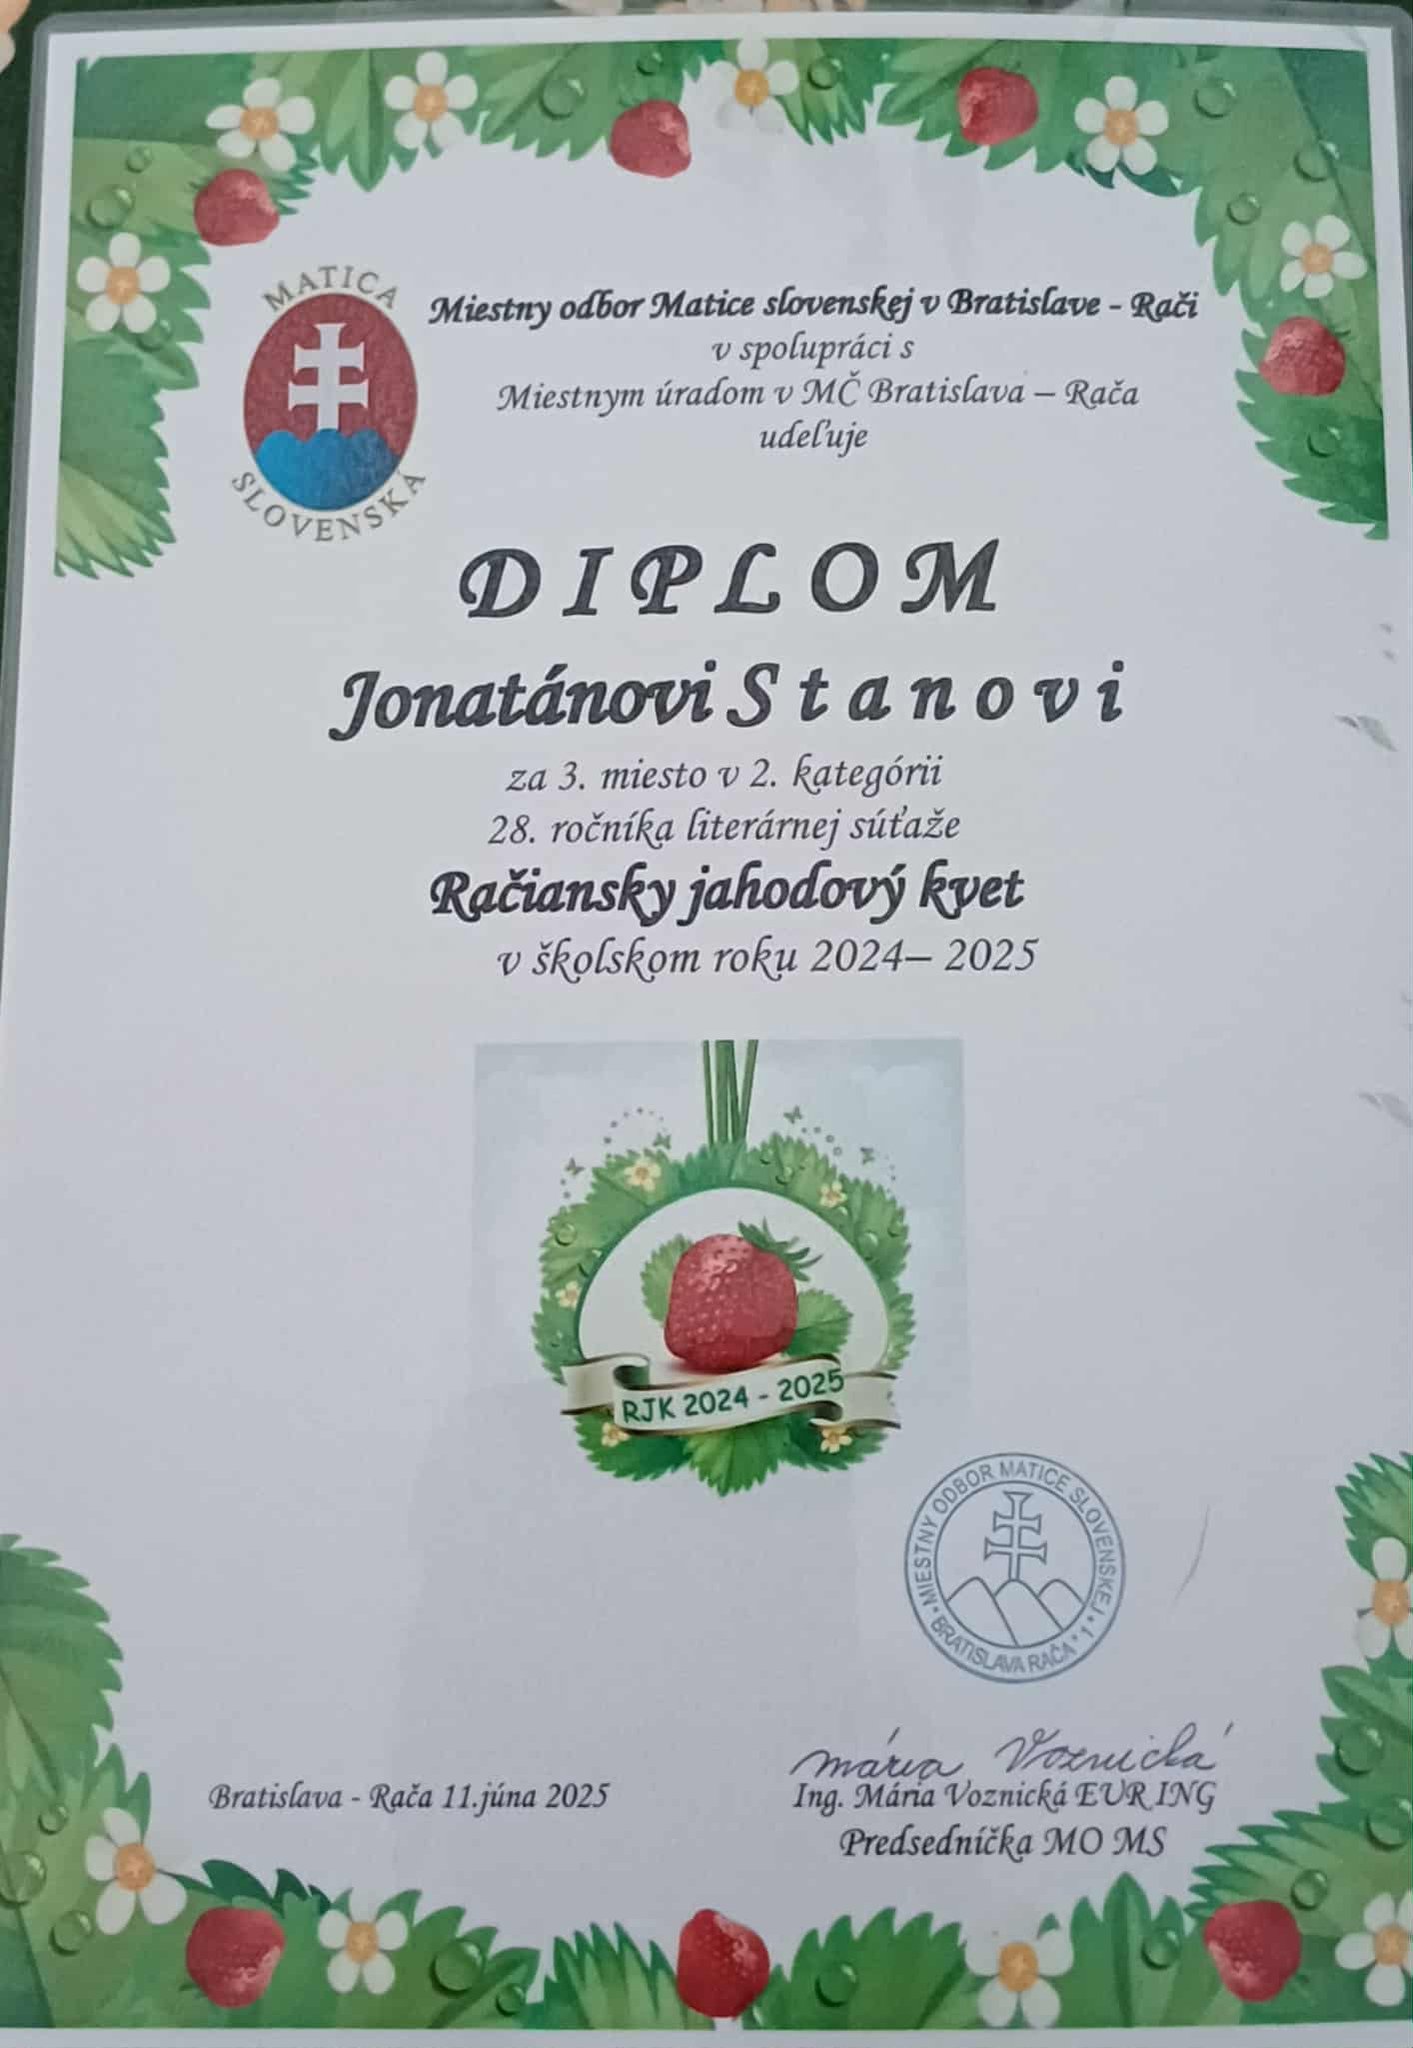 MATICA
SLOVENSKÁ
Miestny odbor Matice slovenskej v Bratislave - Rači
v spolupráci s
Miestnym úradom v MČ Bratislava – Rača
udeľuje
D I P L O M
Jonatánovi S t a n o v i
za 3. miesto v 2. kategórii
28. ročníka literárnej súťaže
Račiansky jahodový kvet
v školskom roku 2024– 2025
RJK 2024 - 2025
MIESTNY ODBOR MATICE SLOVENSKEJ
• BRATISLAVA RAČA • 1 •
Mária Voznická
Bratislava - Rača 11.júna 2025
Ing. Mária Voznická EUR ING
Predsedníčka MO MS